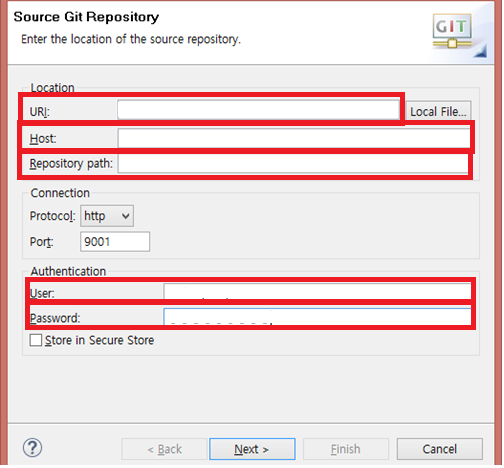 Source Git Repository
Enter the location of the source repository.
GIT
Location
URI:
Local File...
Host:
Repository path:
Connection
Protocol: http
Port: 9001
Authentication
User:
Password:
Store in Secure Store
?
< Back
Next >
Finish
Cancel